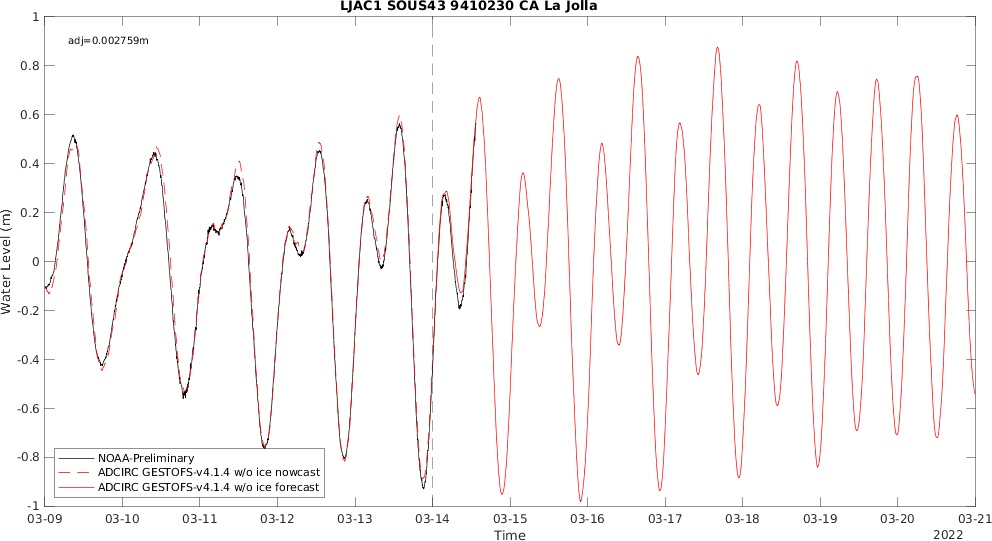 LJAC1 SOUS43 9410230 CA La Jolla
adj=0.002759m
1
0.8
0.6
0.4
0.2
0
-0.2
-0.4
-0.6
-0.8
-1
Water Level (m)
NOAA-Preliminary
ADCIRC GESTOFS-v4.1.4 w/o ice nowcast
ADCIRC GESTOFS-v4.1.4 w/o ice forecast
03-09 03-10 03-11 03-12 03-13 03-14 03-15 03-16 03-17 03-18 03-19 03-20 03-21
Time
2022